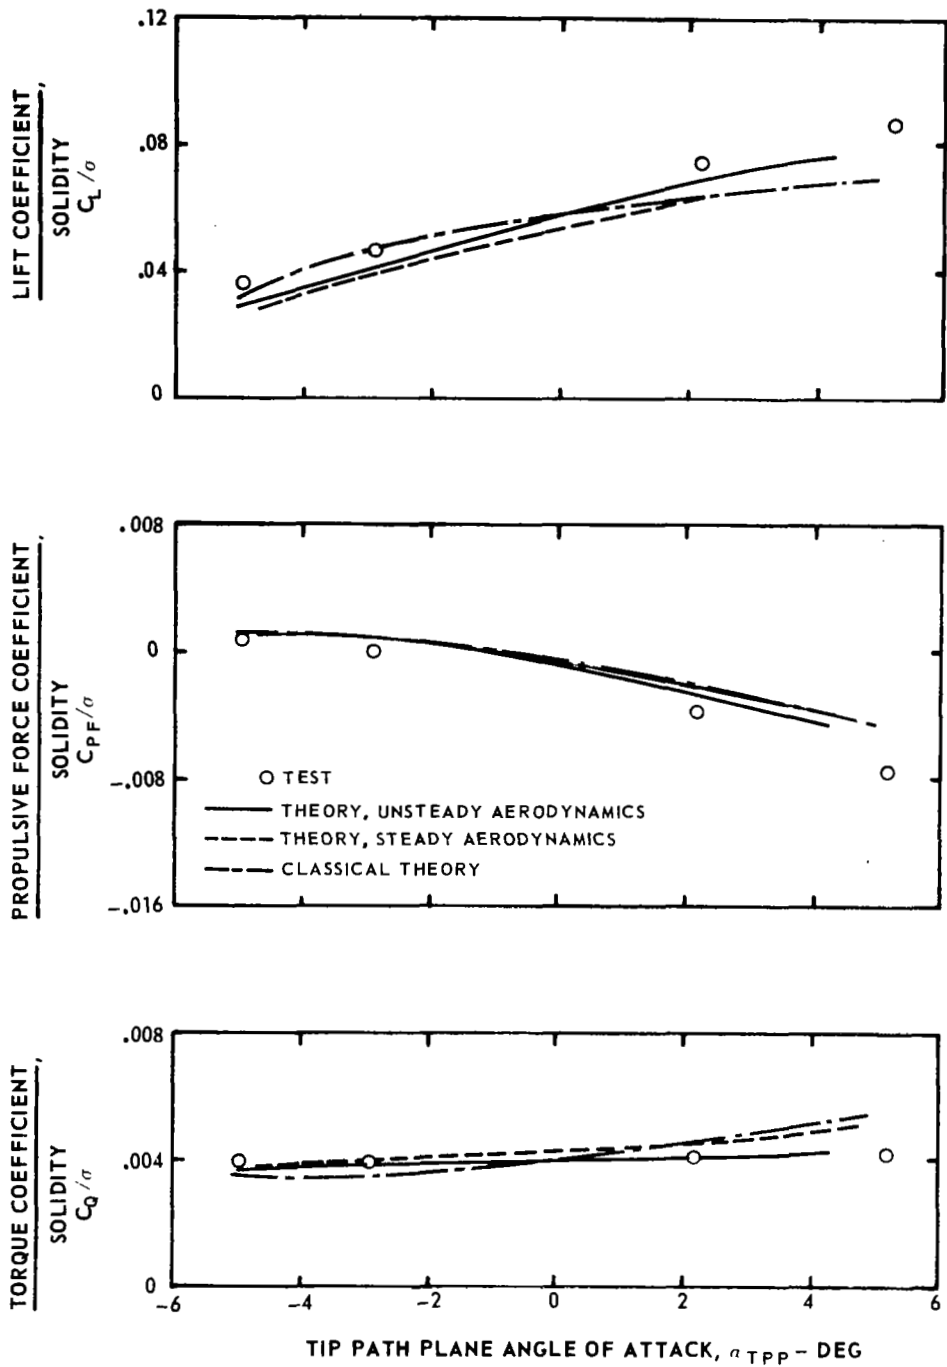 .12
.08
.04
0
LIFT COEFFICIENT,
SOLIDITY
C_L/σ
.008
0
-.008
-.016
PROPULSIVE FORCE COEFFICIENT,
SOLIDITY
C_PF/σ
TEST
THEORY, UNSTEADY AERODYNAMICS
THEORY, STEADY AERODYNAMICS
CLASSICAL THEORY
.008
.004
0
TORQUE COEFFICIENT,
SOLIDITY
C_Q/σ
-6 -4 -2 0 2 4 6
TIP PATH PLANE ANGLE OF ATTACK, α_TPP - DEG